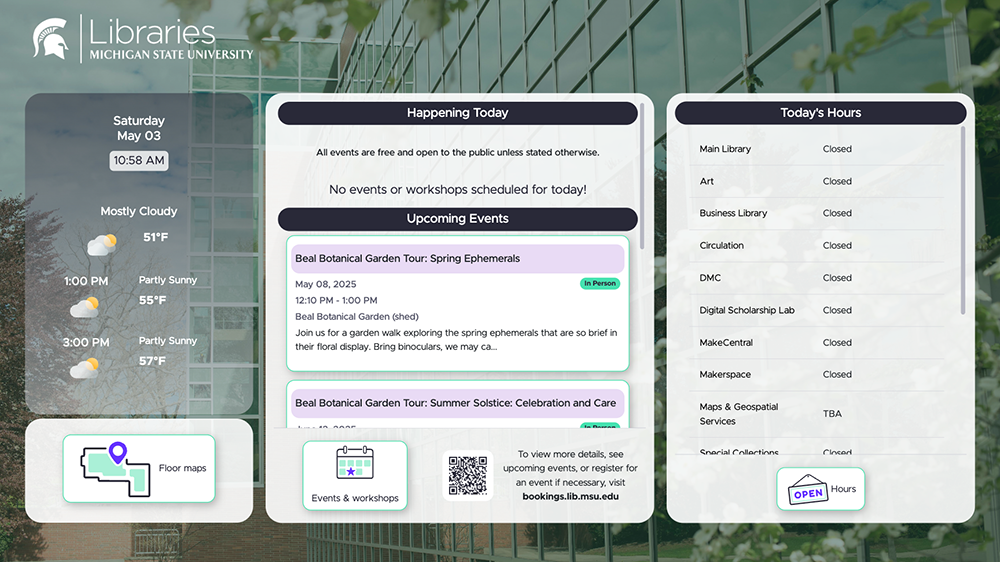 Libraries
MICHIGAN STATE UNIVERSITY
Saturday
May 03
10:58 AM
Mostly Cloudy
51°F
1:00 PM Partly Sunny
55°F
3:00 PM Partly Sunny
57°F
Floor maps
Happening Today
All events are free and open to the public unless stated otherwise.
No events or workshops scheduled for today!
Upcoming Events
Beal Botanical Garden Tour: Spring Ephemerals
May 08, 2025 In Person
12:10 PM - 1:00 PM
Beal Botanical Garden (shed)
Join us for a garden walk exploring the spring ephemerals that are so brief in
their floral display. Bring binoculars, we may ca...
Beal Botanical Garden Tour: Summer Solstice: Celebration and Care
In Person
Events & workshops
To view more details, see
upcoming events, or register for
an event if necessary, visit
bookings.lib.msu.edu
Today's Hours
Main Library Closed
Art Closed
Business Library Closed
Circulation Closed
DMC Closed
Digital Scholarship Lab Closed
MakeCentral Closed
Makerspace Closed
Maps & Geospatial
Services TBA
Special Collections Closed
OPEN Hours